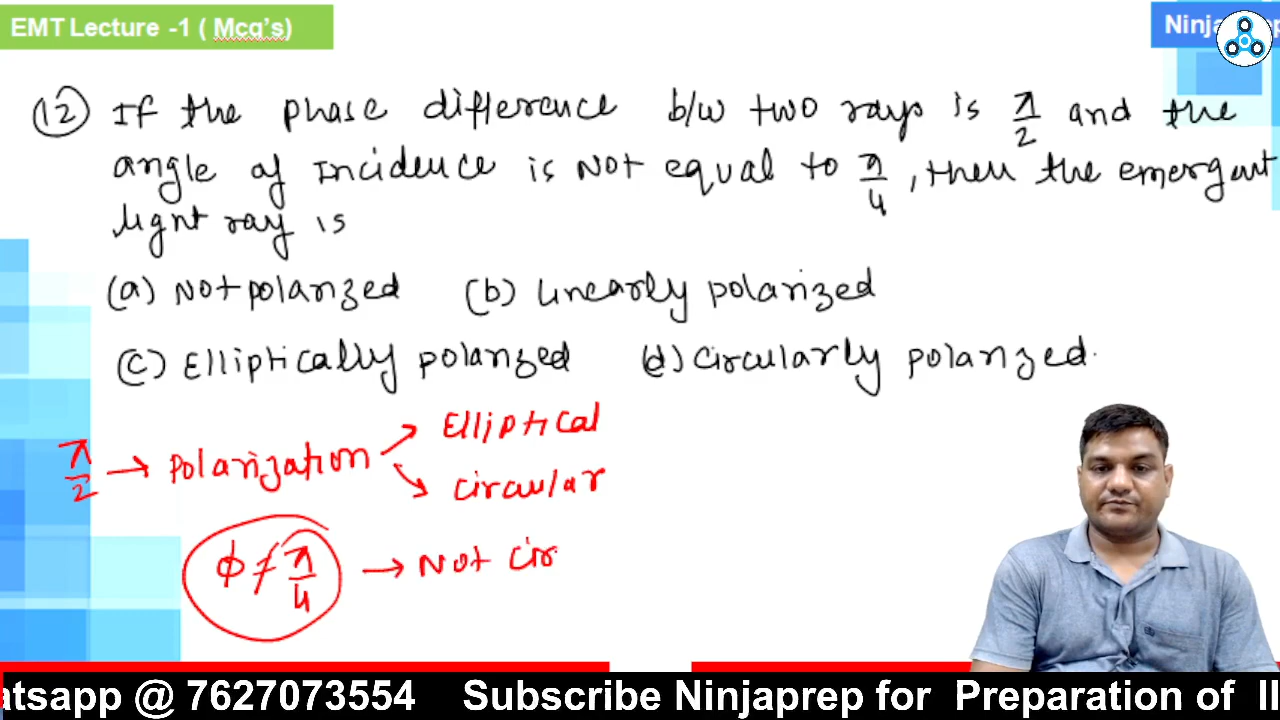 EMT Lecture -1 ( Mcq's)
Ninja
(12) If the phase difference b/w two rays is π/2 and the
angle of incidence is NOT equal to π/4, then the emergent
light ray is
(a) Not polarized (b) Linearly polarized
(c) Elliptically polarized (d) Circularly polarized.
π/2 → Polarization
Elliptical
circular
ϕ ≠ π/4 → Not cir
atsapp @ 7627073554 Subscribe Ninjaprep for Preparation of